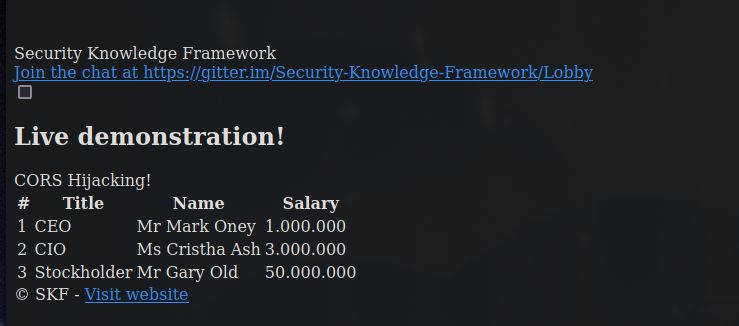 Security Knowledge Framework
Join the chat at https://gitter.im/Security-Knowledge-Framework/Lobby
Live demonstration!
CORS Hijacking!
# Title Name Salary
1 CEO Mr Mark Oney 1.000.000
2 CIO Ms Cristha Ash 3.000.000
3 Stockholder Mr Gary Old 50.000.000
© SKF - Visit website